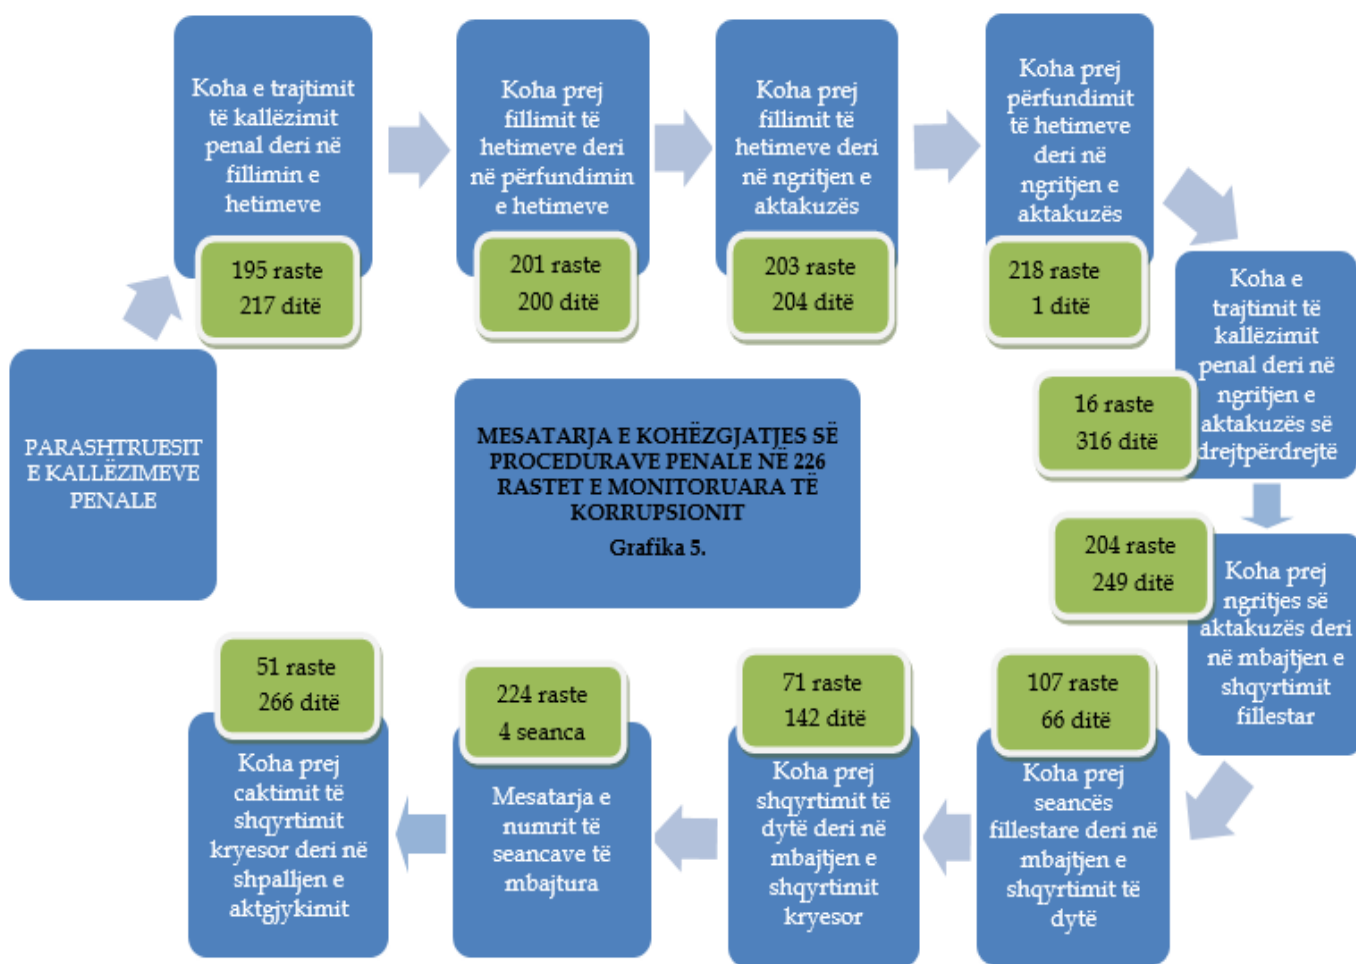 PARASHTRUESIT
E KALLËZIMEVE
PENALE
Koha e trajtimit
të kallëzimit
penal deri në
fillimin e
hetimeve
195 raste
217 ditë
Koha prej
fillimit të
hetimeve deri
në përfundimin
e hetimeve
201 raste
200 ditë
Koha prej
fillimit të
hetimeve deri
në ngritjen e
aktakuzës
203 raste
204 ditë
Koha prej
përfundimit
të hetimeve
deri në
ngritjen e
aktakuzës
218 raste
1 ditë
Koha e
trajtimit të
kallëzimit
penal deri në
ngritjen e
aktakuzës së
drejtpërdrejtë
16 raste
316 ditë
MESATARJA E KOHËZGJATJES SË
PROCEDURAVE PENALE NË 226
RASTET E MONITORUARA TË
KORRUPSIONIT
Grafika 5.
204 raste
249 ditë
Koha prej
ngritjes së
aktakuzës deri
në mbajtjen e
shqyrtimit
fillestar
107 raste
66 ditë
Koha prej
seancës
fillestare deri në
mbajtjen e
shqyrtimit të
dytë
71 raste
142 ditë
Koha prej
shqyrtimit të
dytë deri në
mbajtjen e
shqyrtimit
kryesor
224 raste
4 seanca
Mesatarja e
numrit të
seancave të
mbajtura
51 raste
266 ditë
Koha prej
caktimit të
shqyrtimit
kryesor deri në
shpalljen e
aktgjykimit